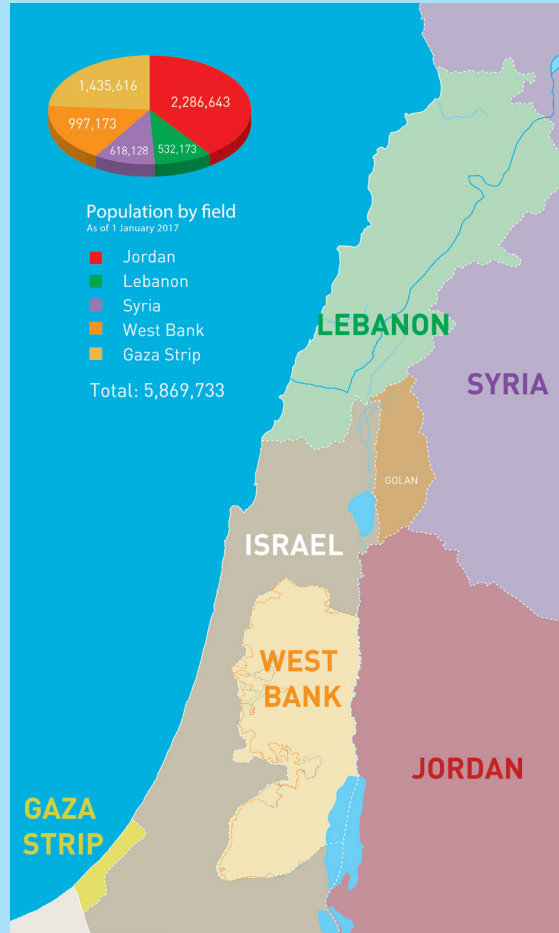 1,435,616
2,286,643
997,173
618,128
532,173
Population by field
As of 1 January 2017
Jordan
Lebanon
Syria
West Bank
Gaza Strip
Total: 5,869,733
LEBANON
SYRIA
GOLAN
ISRAEL
WEST
BANK
JORDAN
GAZA
STRIP